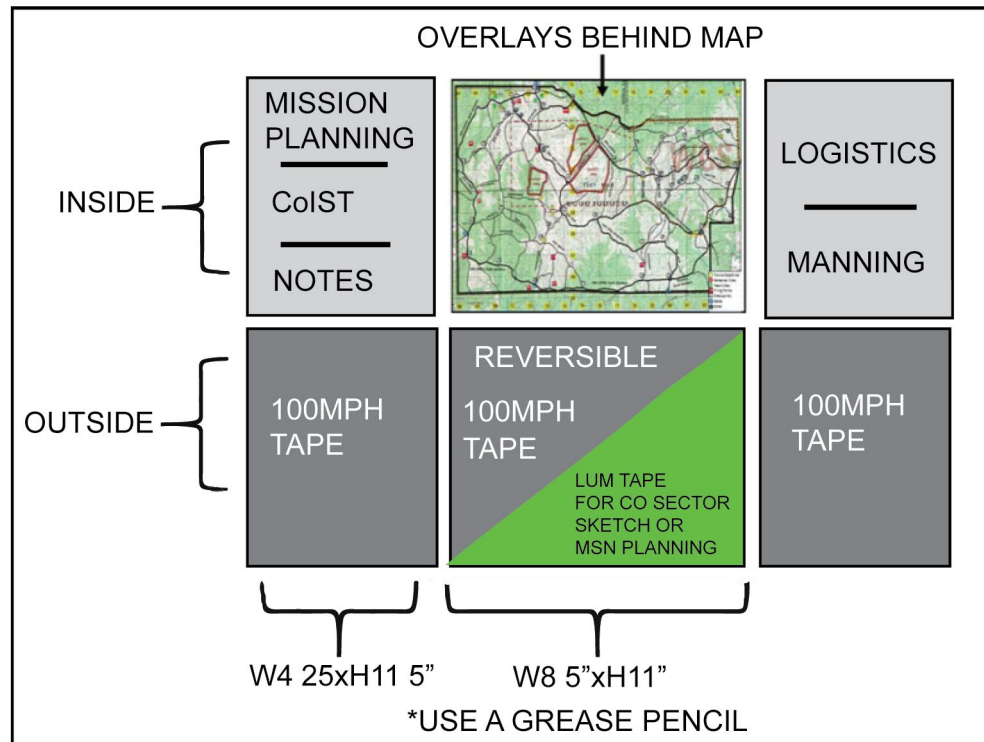 OVERLAYS BEHIND MAP
INSIDE
MISSION
PLANNING
CoIST
NOTES
LOGISTICS
MANNING
OUTSIDE
100MPH
TAPE
REVERSIBLE
100MPH
TAPE
LUM TAPE
FOR CO SECTOR
SKETCH OR
MSN PLANNING
100MPH
TAPE
W4 25xH11 5”
W8 5”xH11”
*USE A GREASE PENCIL